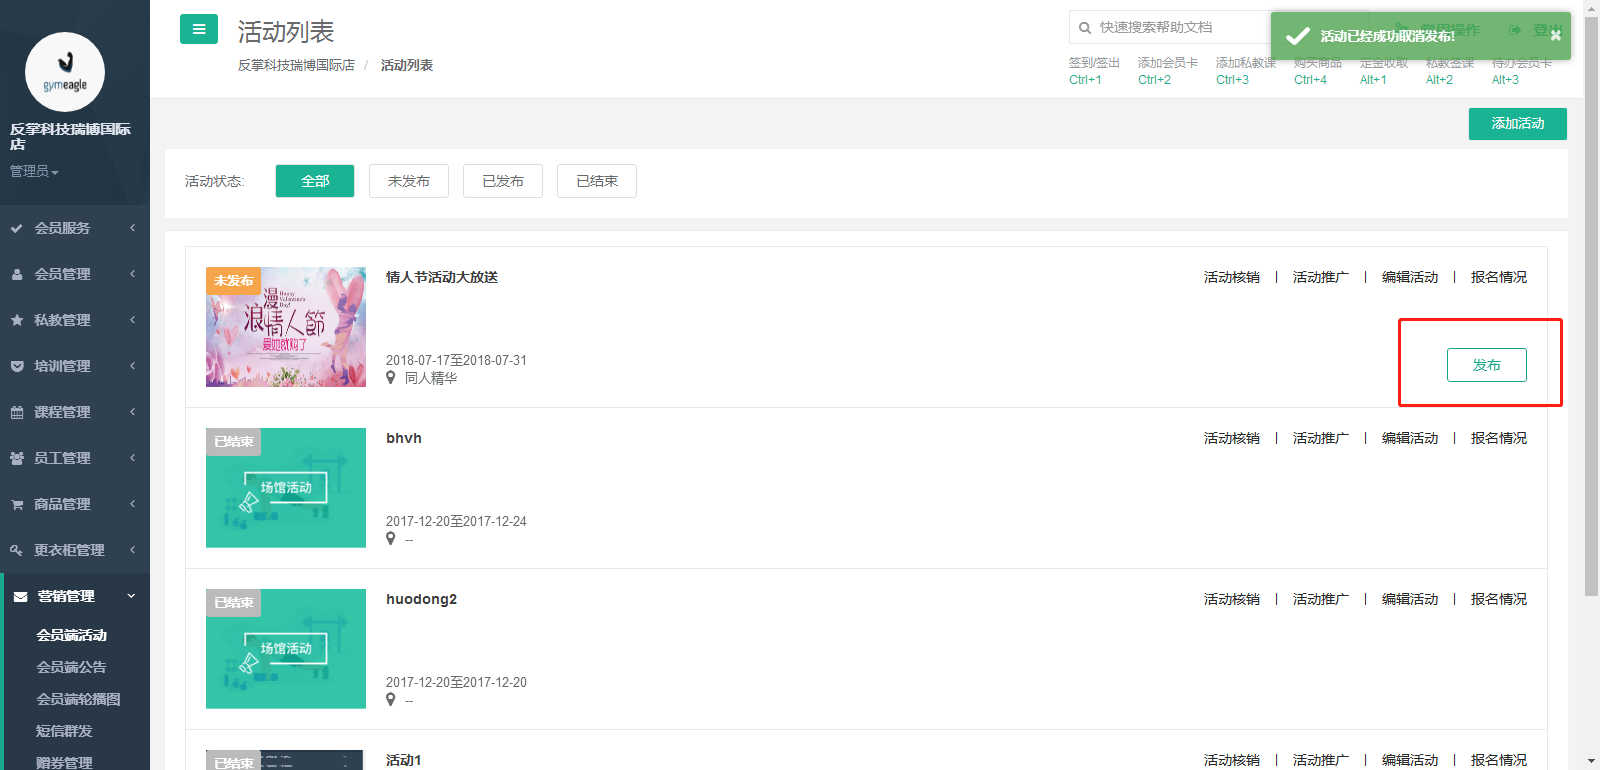 gymeagle
反掌科技瑞博国际店
管理员
会员服务
会员管理
私教管理
培训管理
课程管理
员工管理
商品管理
更衣柜管理
营销管理
会员端活动
会员端公告
会员端轮播图
短信群发
赠券管理
活动列表
反掌科技瑞博国际店 / 活动列表
快速搜索帮助文档
常用操作
登出
活动已经成功取消发布!
签到/签出 添加会员卡 添加私教课 购买商品 定金收取 私教签课 待办会员卡
Ctrl+1 Ctrl+2 Ctrl+3 Ctrl+4 Alt+1 Alt+2 Alt+3
添加活动
活动状态: 全部 未发布 已发布 已结束
未发布
漫
Happy
Valentine's
Day!
浪情人節
爱她就购了
情人节活动大放送
活动核销 | 活动推广 | 编辑活动 | 报名情况
2018-07-17至2018-07-31
同人精华
发布
已结束
场馆活动
bhvh
活动核销 | 活动推广 | 编辑活动 | 报名情况
2017-12-20至2017-12-24
--
已结束
场馆活动
huodong2
活动核销 | 活动推广 | 编辑活动 | 报名情况
2017-12-20至2017-12-20
--
已结束
活动1
活动核销 | 活动推广 | 编辑活动 | 报名情况